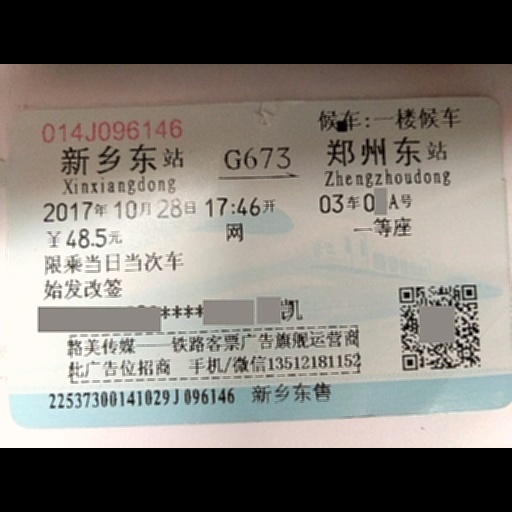 014J096146 候车:一楼候车
新乡东站 G673 郑州东站
Xinxiangdong Zhengzhoudong
2017年10月28日17:46开 03车0 A号
￥48.5元 网 一等座
限乘当日当次车
始发改签
**** 凯
路美传媒——铁路客票广告旗舰运营商
此广告位招商 手机/微信13512181152
22537300141029J096146 新乡东售